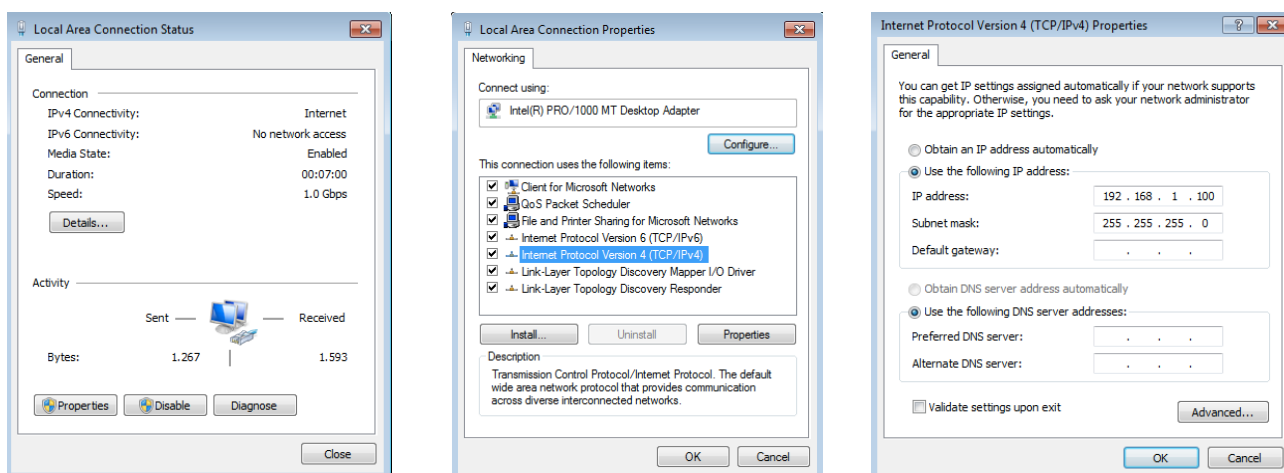 Local Area Connection Status
General
Connection
IPv4 Connectivity: Internet
IPv6 Connectivity: No network access
Media State: Enabled
Duration: 00:07:00
Speed: 1.0 Gbps
Details...
Activity
Sent Received
Bytes: 1.267 1.593
Properties Disable Diagnose
Close
Local Area Connection Properties
Networking
Connect using:
Intel(R) PRO/1000 MT Desktop Adapter
Configure...
This connection uses the following items:
Client for Microsoft Networks
QoS Packet Scheduler
File and Printer Sharing for Microsoft Networks
Internet Protocol Version 6 (TCP/IPv6)
Internet Protocol Version 4 (TCP/IPv4)
Link-Layer Topology Discovery Mapper I/O Driver
Link-Layer Topology Discovery Responder
Install... Uninstall Properties
Description
Transmission Control Protocol/Internet Protocol. The default
wide area network protocol that provides communication
across diverse interconnected networks.
OK Cancel
Internet Protocol Version 4 (TCP/IPv4) Properties
General
You can get IP settings assigned automatically if your network supports
this capability. Otherwise, you need to ask your network administrator
for the appropriate IP settings.
Obtain an IP address automatically
Use the following IP address:
IP address: 192 . 168 . 1 . 100
Subnet mask: 255 . 255 . 255 . 0
Default gateway: . . .
Obtain DNS server address automatically
Use the following DNS server addresses:
Preferred DNS server: . . .
Alternate DNS server: . . .
Validate settings upon exit
Advanced...
OK Cancel